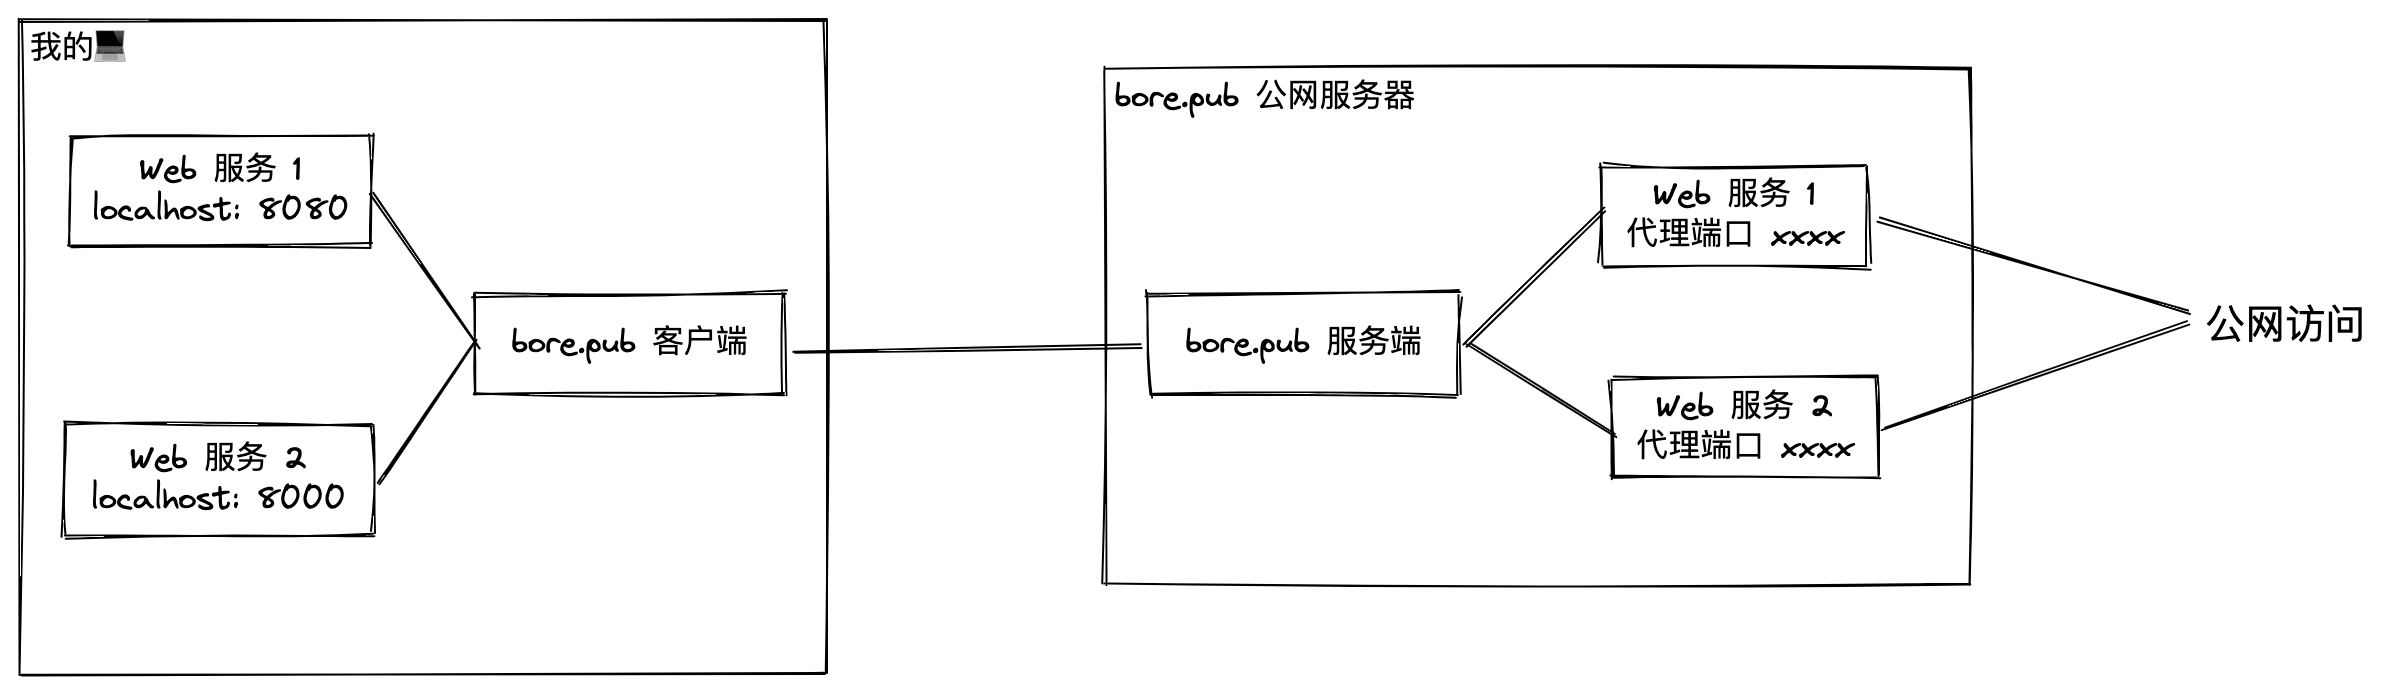 我的💻
Web 服务 1
localhost: 8080
Web 服务 2
localhost: 8000
bore.pub 客户端
bore.pub 公网服务器
bore.pub 服务端
Web 服务 1
代理端口 xxxx
Web 服务 2
代理端口 xxxx
公网访问